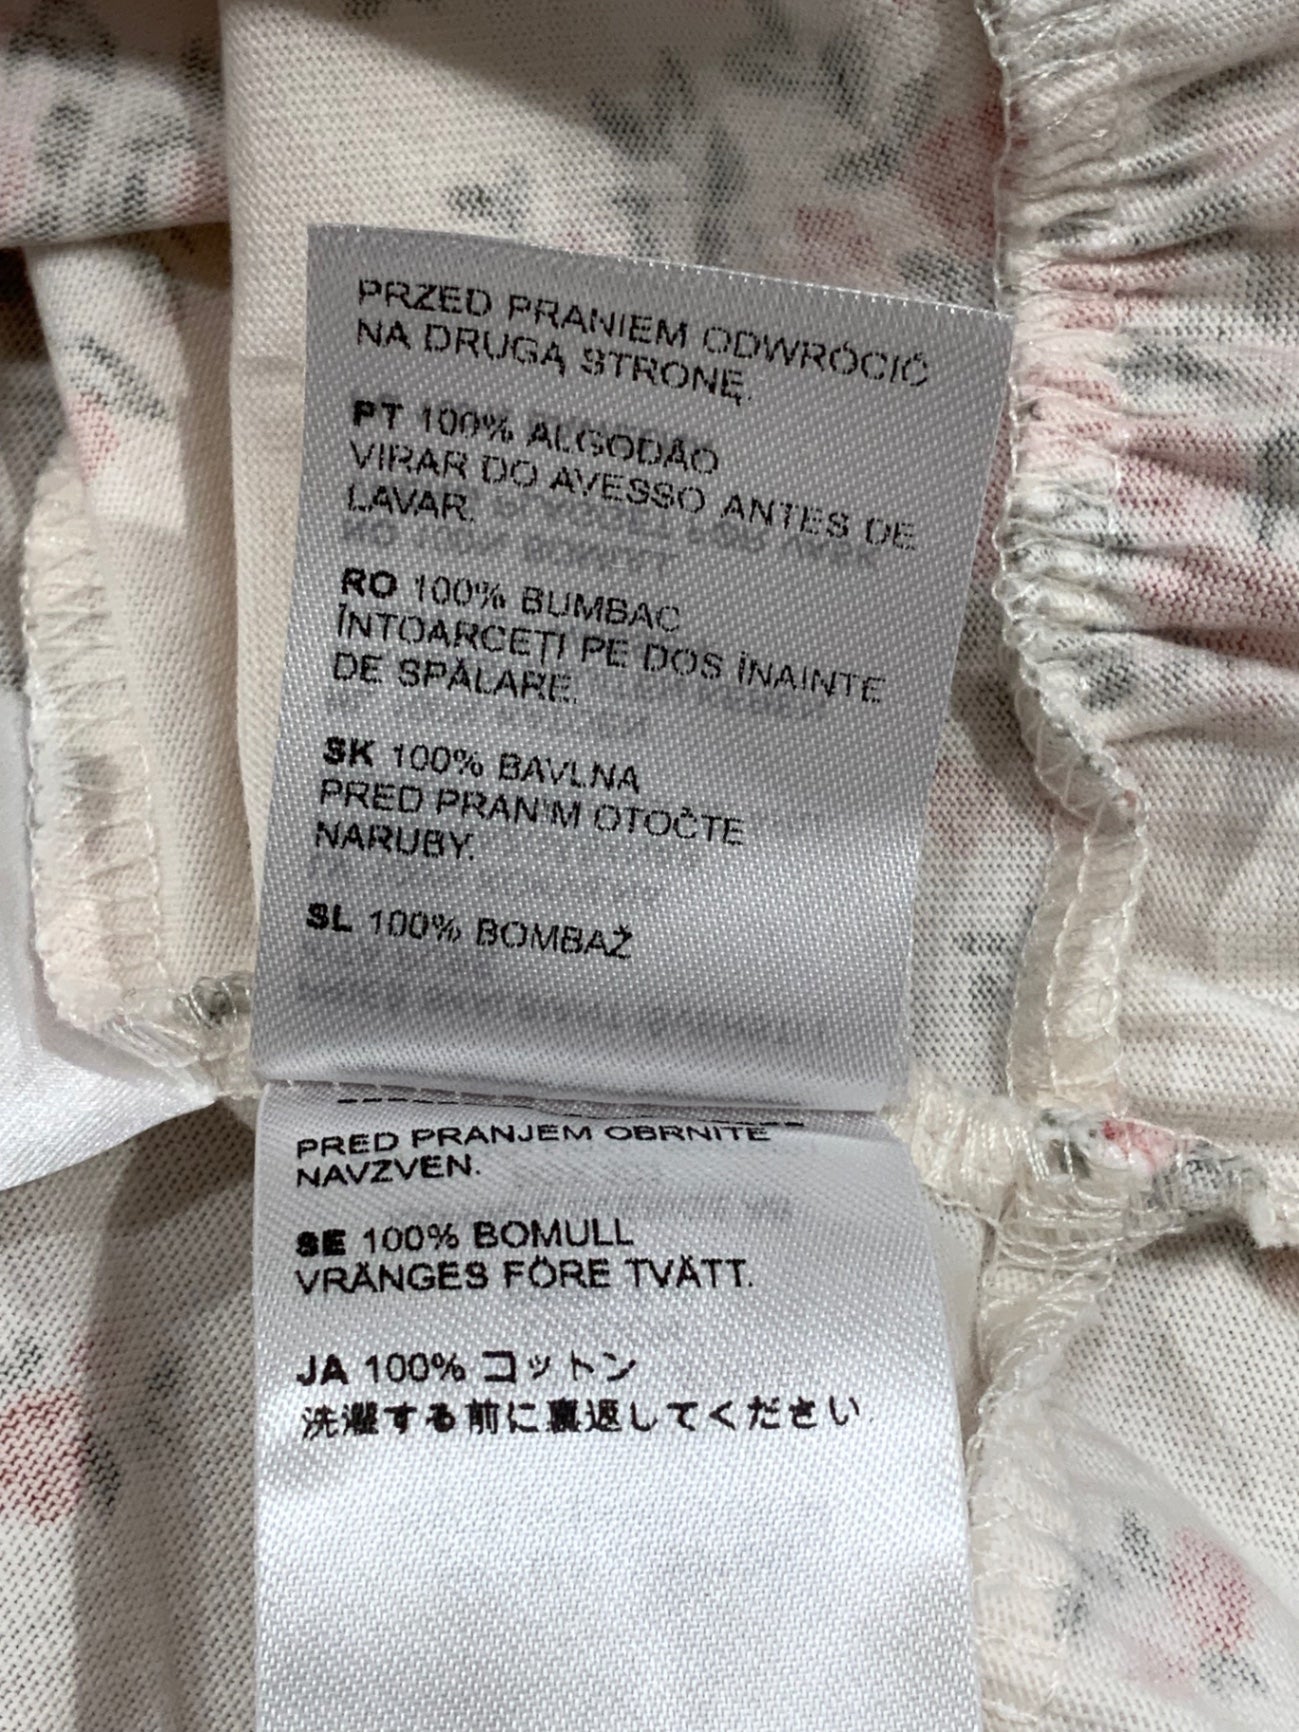 PRZED PRANIEM ODWRÓCIĆ
NA DRUGĄ STRONĘ.
PT 100% ALGODÃO
VIRAR DO AVESSO ANTES DE
LAVAR.
RO 100% BUMBAC
ÎNTOARCEȚI PE DOS ÎNAINTE
DE SPĂLARE.
SK 100% BAVLNA
PRED PRANÍM OTOČTE
NARUBY.
SL 100% BOMBAŽ
PRED PRANJEM OBRNITE
NAVZVEN.
SE 100% BOMULL
VRÄNGES FÖRE TVÄTT.
JA 100% コットン
洗濯する前に裏返してください.